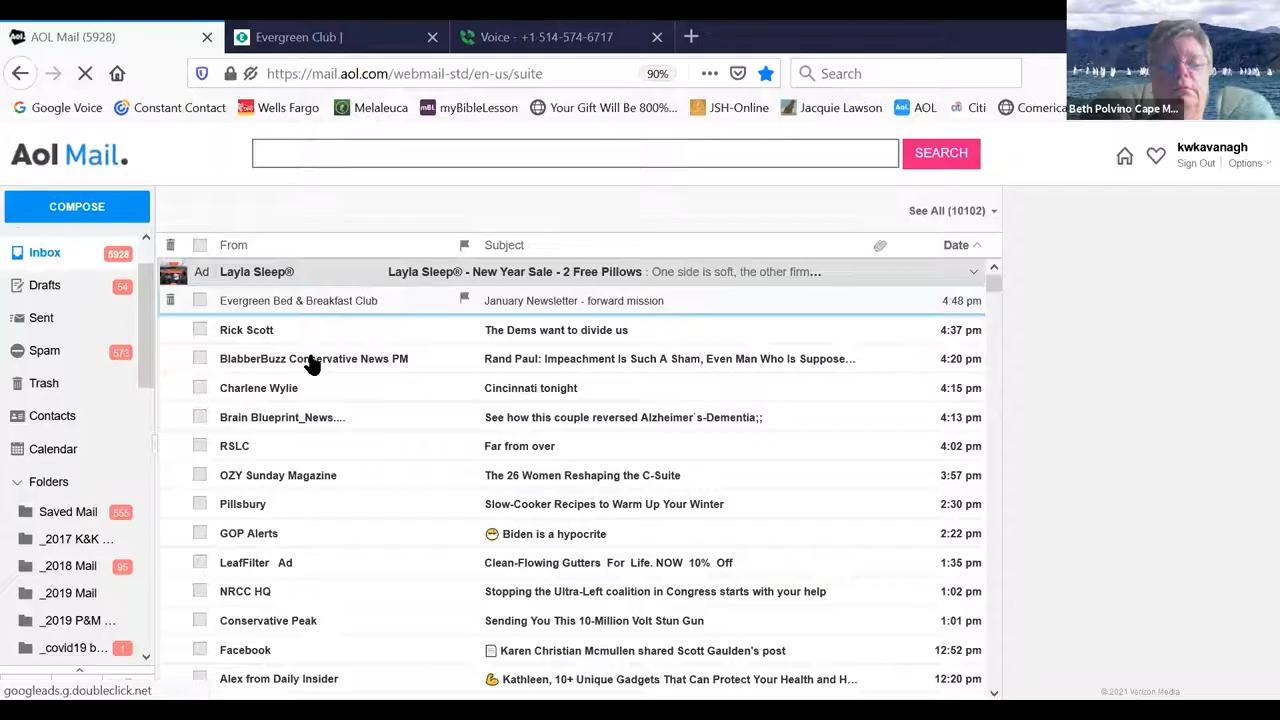 AOL Mail (5928)
Evergreen Club |
Voice - +1 514-574-6717
https://mail.aol.com/webmail-std/en-us/suite
90%
Search
Google Voice
Constant Contact
Wells Fargo
Melaleuca
mBL
myBibleLesson
Your Gift Will Be 800%...
JSH-Online
Jacquie Lawson
Aol.
AOL
Citi
Comerica
Beth Polvino Cape M...
Aol Mail.
SEARCH
kwkavanagh
Sign Out | Options
COMPOSE
See All (10102)
Inbox 5928
Drafts 54
Sent
Spam 573
Trash
Contacts
Calendar
Folders
Saved Mail 555
_2017 K&K ...
_2018 Mail 95
_2019 Mail
_2019 P&M ...
_covid19 b... 1
From Subject Date
Ad Layla Sleep® Layla Sleep® - New Year Sale - 2 Free Pillows : One side is soft, the other firm...
Evergreen Bed & Breakfast Club January Newsletter - forward mission 4:48 pm
Rick Scott The Dems want to divide us 4:37 pm
BlabberBuzz Conservative News PM Rand Paul: Impeachment Is Such A Sham, Even Man Who Is Suppose... 4:20 pm
Charlene Wylie Cincinnati tonight 4:15 pm
Brain Blueprint_News.... See how this couple reversed Alzheimer`s-Dementia;; 4:13 pm
RSLC Far from over 4:02 pm
OZY Sunday Magazine The 26 Women Reshaping the C-Suite 3:57 pm
Pillsbury Slow-Cooker Recipes to Warm Up Your Winter 2:30 pm
GOP Alerts Biden is a hypocrite 2:22 pm
LeafFilter Ad Clean-Flowing Gutters For Life. NOW 10% Off 1:35 pm
NRCC HQ Stopping the Ultra-Left coalition in Congress starts with your help 1:02 pm
Conservative Peak Sending You This 10-Million Volt Stun Gun 1:01 pm
Facebook Karen Christian Mcmullen shared Scott Gaulden's post 12:52 pm
Alex from Daily Insider Kathleen, 10+ Unique Gadgets That Can Protect Your Health and H... 12:20 pm
googleads.g.doubleclick.net
© 2021 Verizon Media